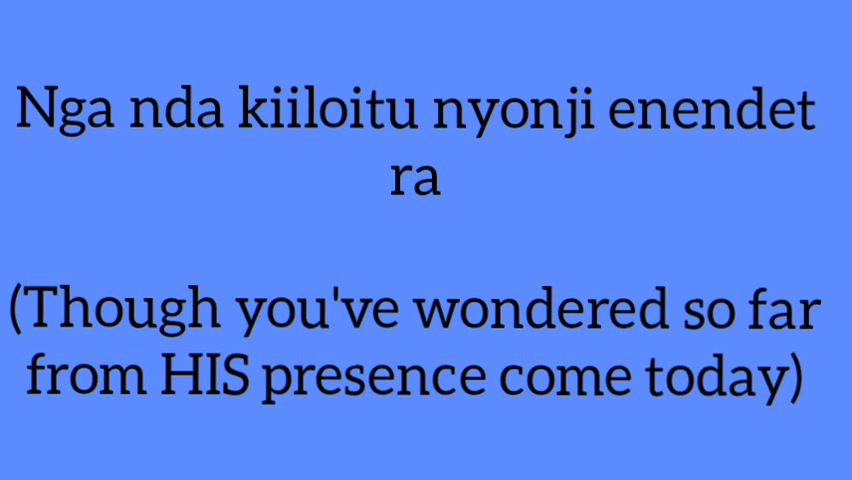 Nga nda kiiloitu nyonji enendet
ra
(Though you've wondered so far
from HIS presence come today)